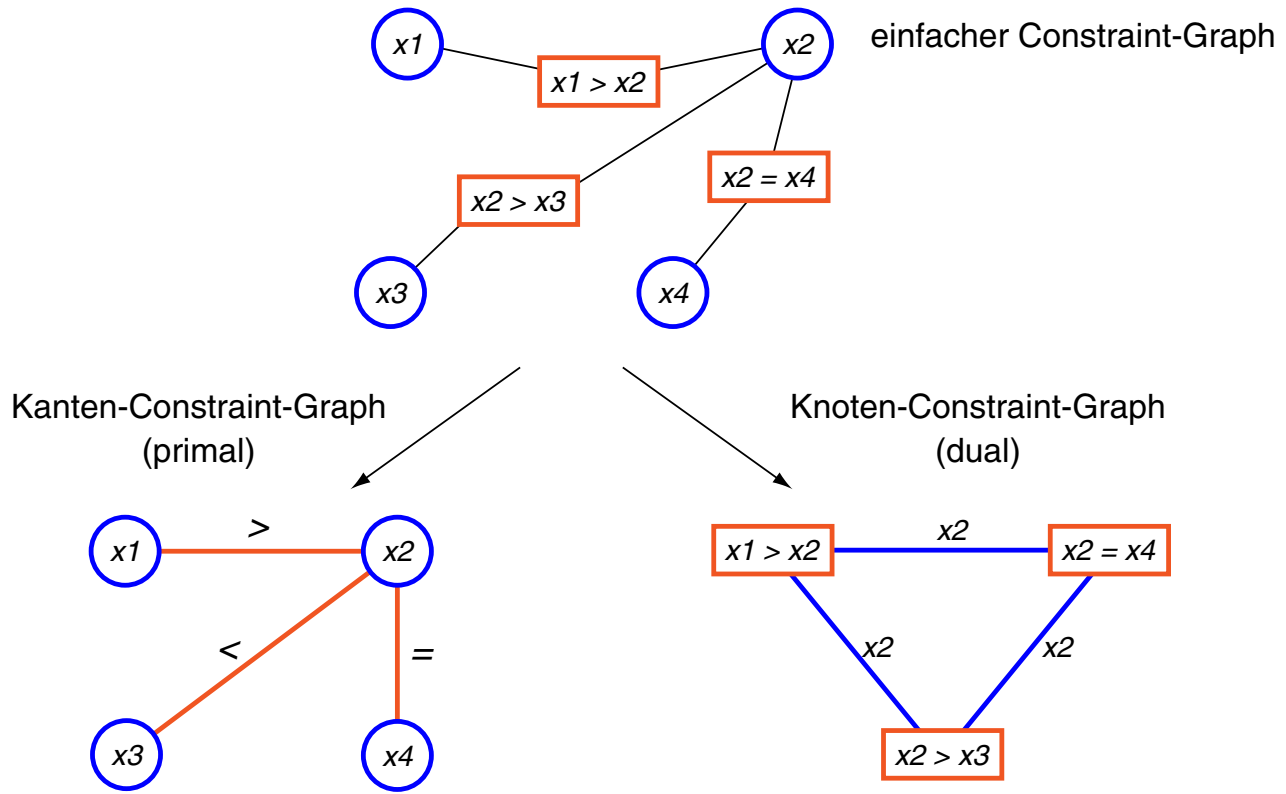 x1
x2
einfacher Constraint-Graph
x1 > x2
x2 = x4
x2 > x3
x3
x4
Kanten-Constraint-Graph
(primal)
Knoten-Constraint-Graph
(dual)
x1
>
x2
<
=
x3
x4
x1 > x2
x2
x2 = x4
x2
x2
x2 > x3